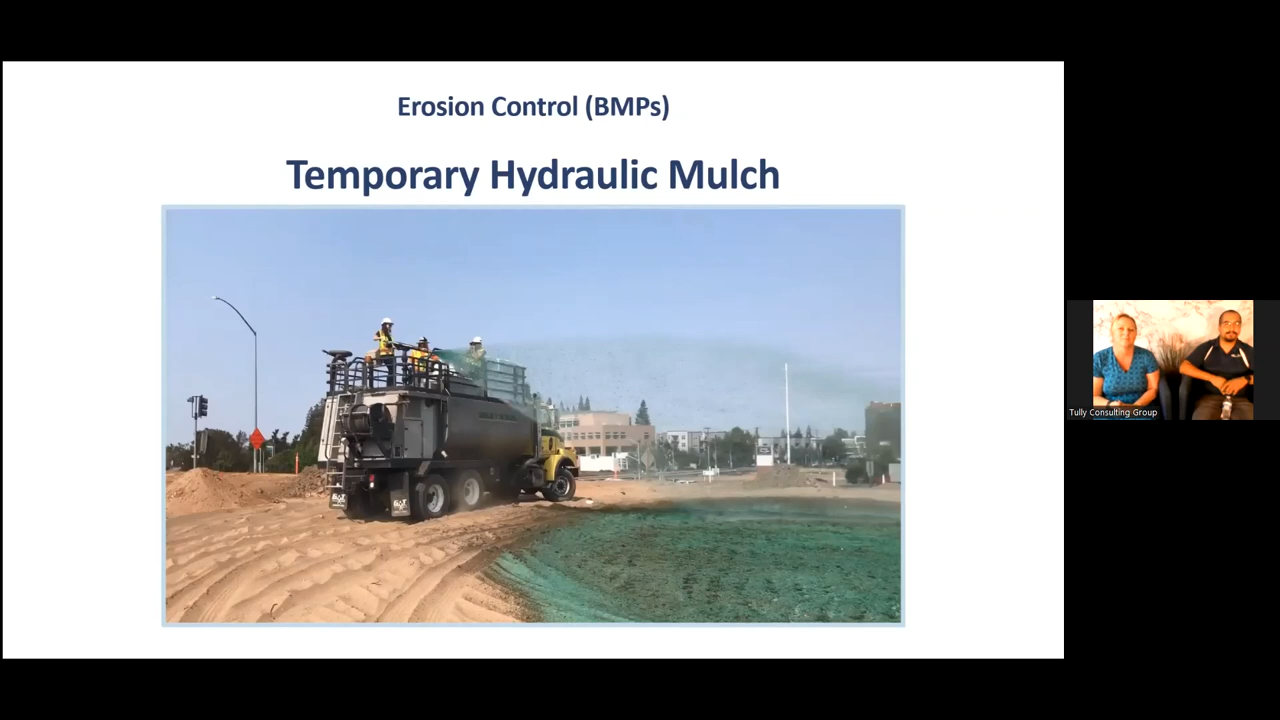 Erosion Control (BMPs)
Temporary Hydraulic Mulch
Tully Consulting Group